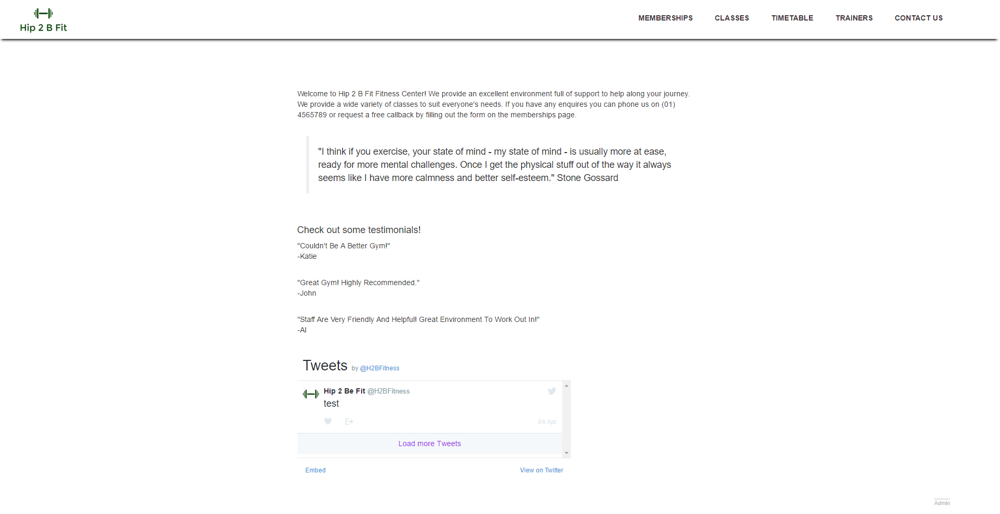 Hip 2 B Fit
MEMBERSHIPS CLASSES TIMETABLE TRAINERS CONTACT US
Welcome to Hip 2 B Fit Fitness Center! We provide an excellent environment full of support to help along your journey.
We provide a wide variety of classes to suit everyone's needs. If you have any enquires you can phone us on (01)
4565789 or request a free callback by filling out the form on the memberships page.
"I think if you exercise, your state of mind - my state of mind - is usually more at ease,
ready for more mental challenges. Once I get the physical stuff out of the way it always
seems like I have more calmness and better self-esteem." Stone Gossard
Check out some testimonials!
"Couldn't Be A Better Gym!"
-Katie
"Great Gym! Highly Recommended."
-John
"Staff Are Very Friendly And Helpful! Great Environment To Work Out In!"
-Al
Tweets by @H2BFitness
Hip 2 Be Fit @H2BFitness
test
04 Apr
Load more Tweets
Embed View on Twitter
Admin